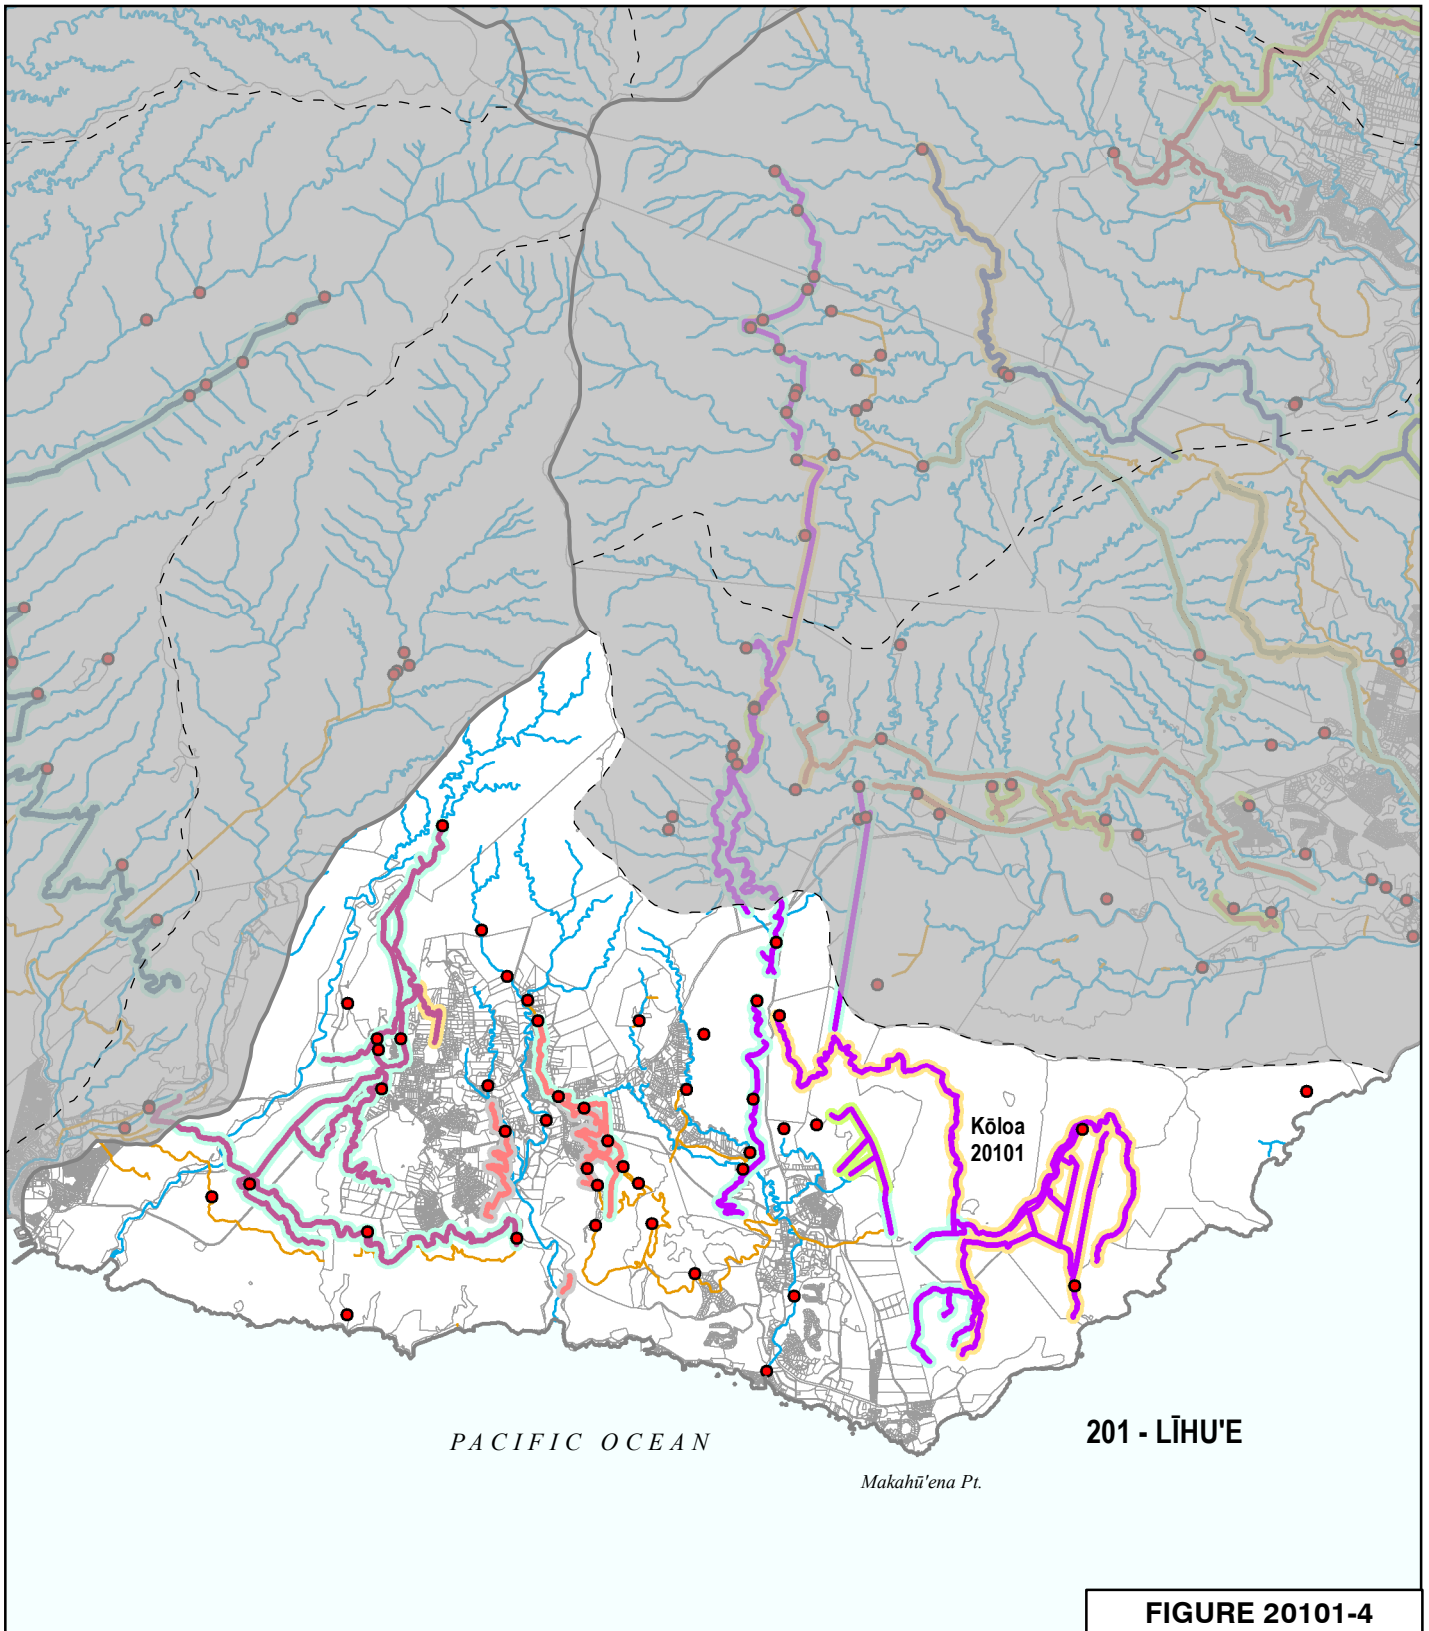 Kōloa
20101
PACIFIC OCEAN
201 - LĪHU'E
Makahū'ena Pt.
FIGURE 20101-4